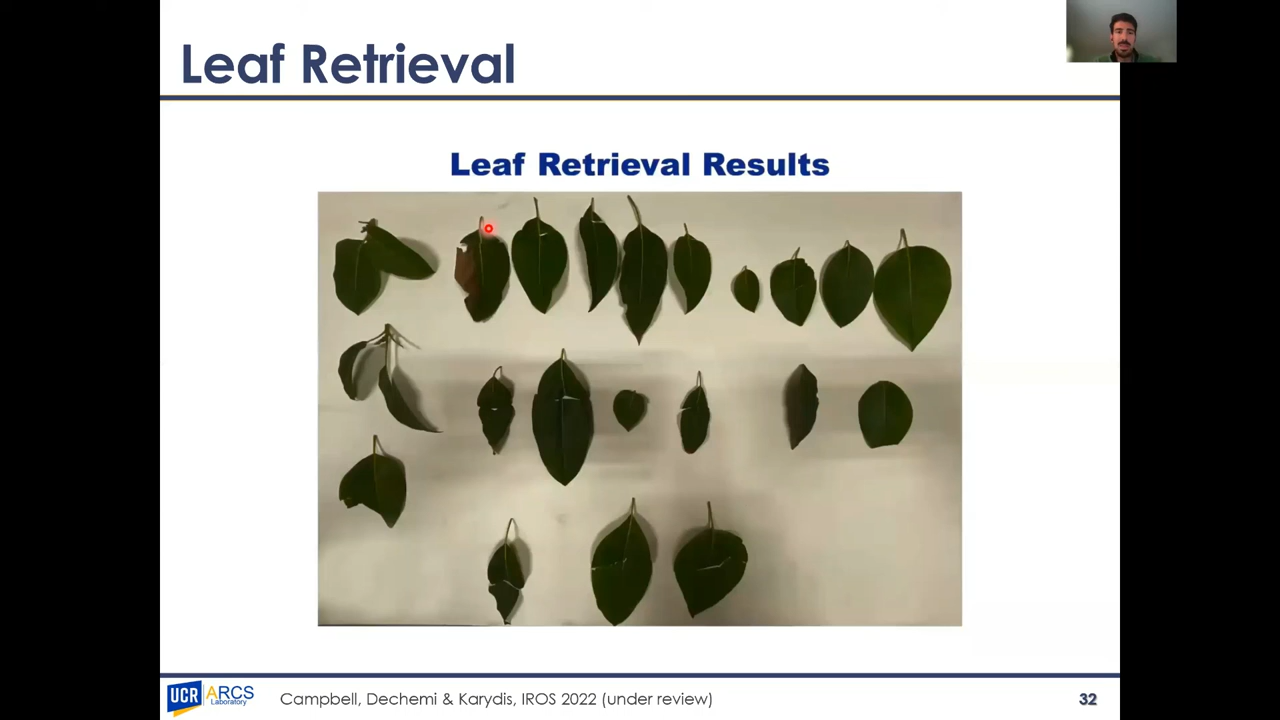 Leaf Retrieval
Leaf Retrieval Results
UCR ARCS
Laboratory
Campbell, Dechemi & Karydis, IROS 2022 (under review)
32